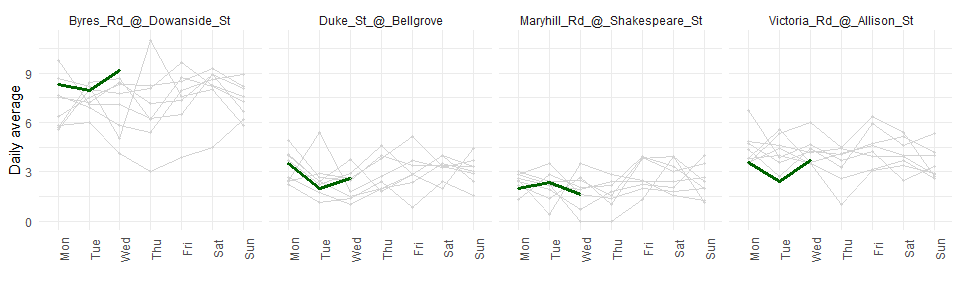 Byres_Rd_@_Dowanside_St Duke_St_@_Bellgrove Maryhill_Rd_@_Shakespeare_St Victoria_Rd_@_Allison_St
Daily average
9
6
3
0
Mon Tue Wed Thu Fri Sat Sun Mon Tue Wed Thu Fri Sat Sun Mon Tue Wed Thu Fri Sat Sun Mon Tue Wed Thu Fri Sat Sun